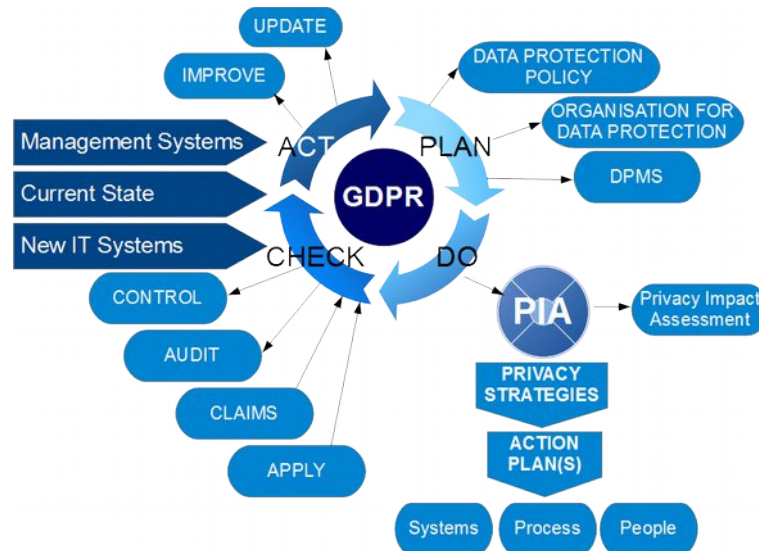 UPDATE
IMPROVE
DATA PROTECTION
POLICY
ORGANISATION FOR
DATA PROTECTION
DPMS
Management Systems
Current State
New IT Systems
ACT
PLAN
GDPR
CHECK
DO
CONTROL
AUDIT
CLAIMS
APPLY
PIA
Privacy Impact
Assessment
PRIVACY
STRATEGIES
ACTION
PLAN(S)
Systems
Process
People